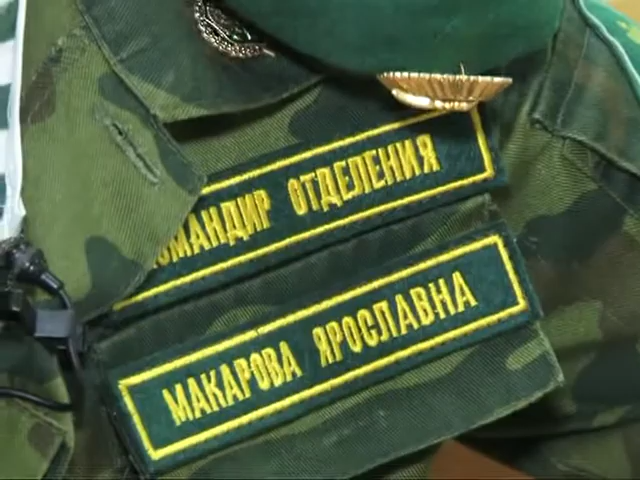 ОМАНДИР ОТДЕЛЕНИЯ
МАКАРОВА ЯРОСЛАВНА